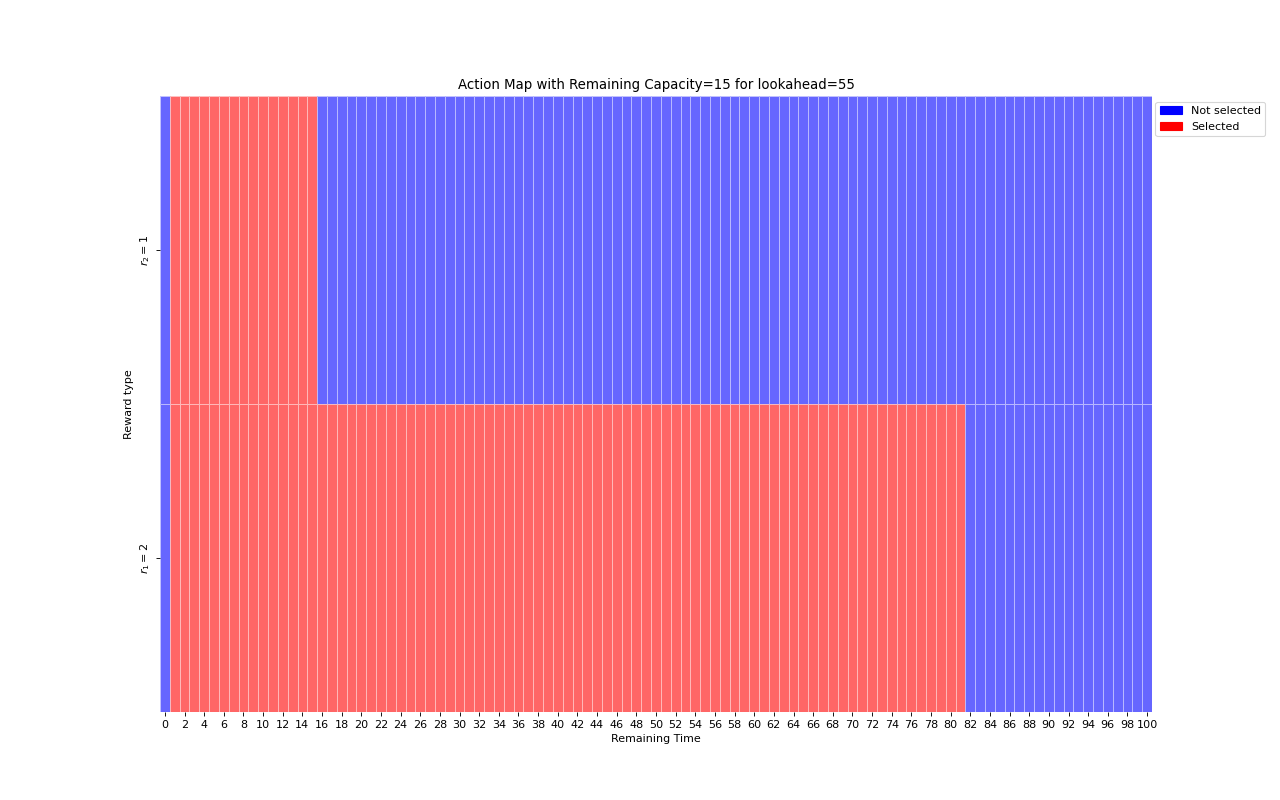 Action Map with Remaining Capacity=15 for lookahead=55
Not selected
Selected
r₂ = 1
Reward type
r₁ = 2
0 2 4 6 8 10 12 14 16 18 20 22 24 26 28 30 32 34 36 38 40 42 44 46 48 50 52 54 56 58 60 62 64 66 68 70 72 74 76 78 80 82 84 86 88 90 92 94 96 98 100
Remaining Time